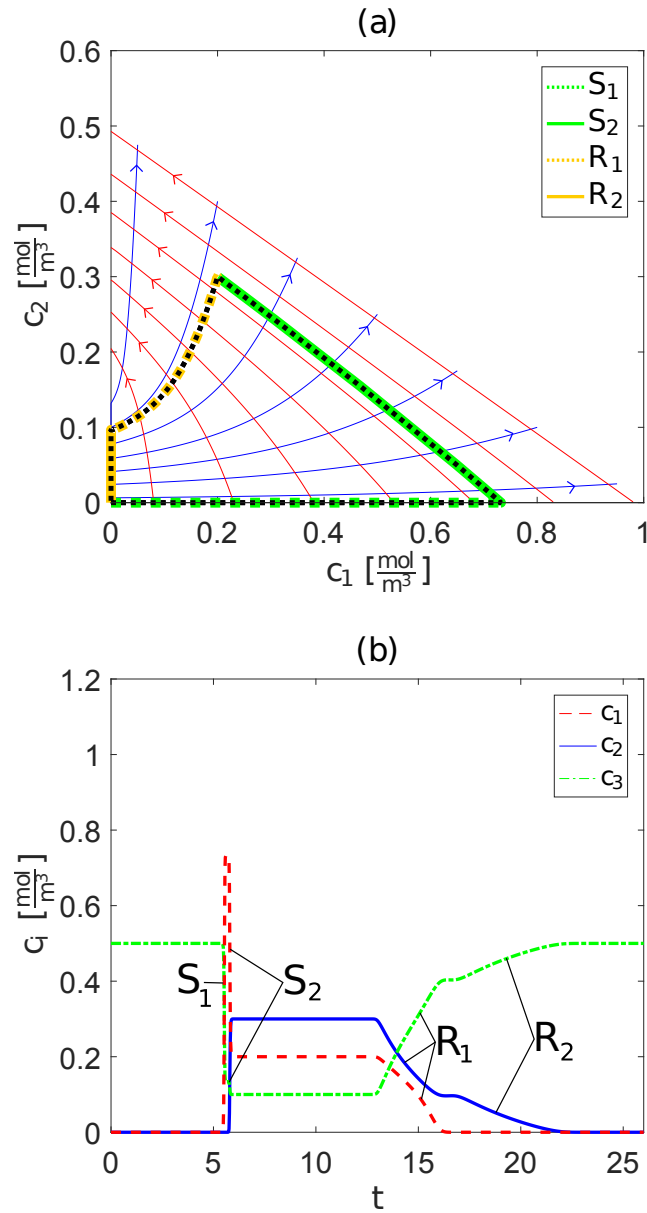 (a)
0.6
0.5
0.4
0.3
0.2
0.1
0
c₂ [mol/m³]
S₁
S₂
R₁
R₂
0 0.2 0.4 0.6 0.8 1
c₁ [mol/m³]
(b)
1.2
1
0.8
0.6
0.4
0.2
0
cᵢ [mol/m³]
c₁
c₂
c₃
S₁ S₂
R₁ R₂
0 5 10 15 20 25
t